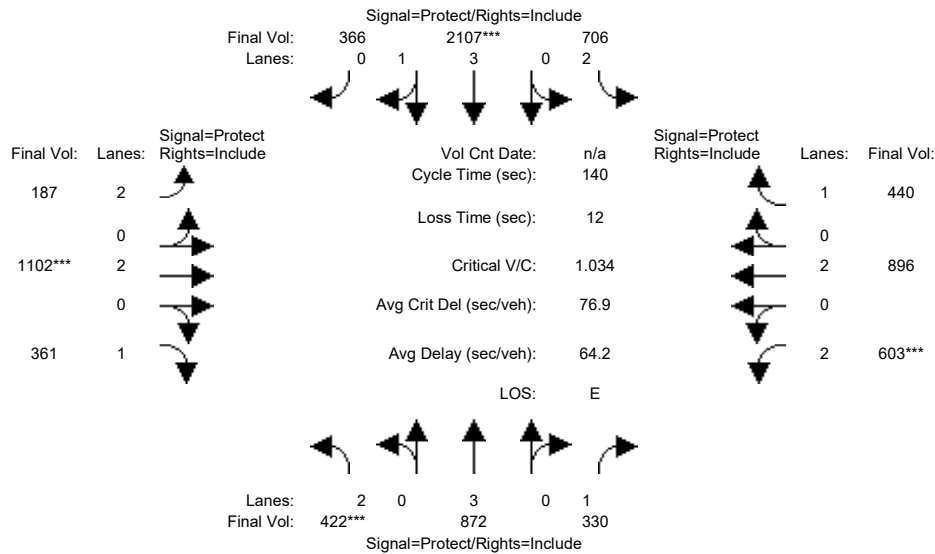 Signal=Protect/Rights=Include
Final Vol: 366 2107*** 706
Lanes: 0 1 3 0 2
Signal=Protect Signal=Protect
Final Vol: Lanes: Rights=Include Vol Cnt Date: n/a Rights=Include Lanes: Final Vol:
Cycle Time (sec): 140
187 2 1 440
Loss Time (sec): 12
0 0
1102*** 2 Critical V/C: 1.034 2 896
0 Avg Crit Del (sec/veh): 76.9 0
361 1 Avg Delay (sec/veh): 64.2 2 603***
LOS: E
Lanes: 2 0 3 0 1
Final Vol: 422*** 872 330
Signal=Protect/Rights=Include